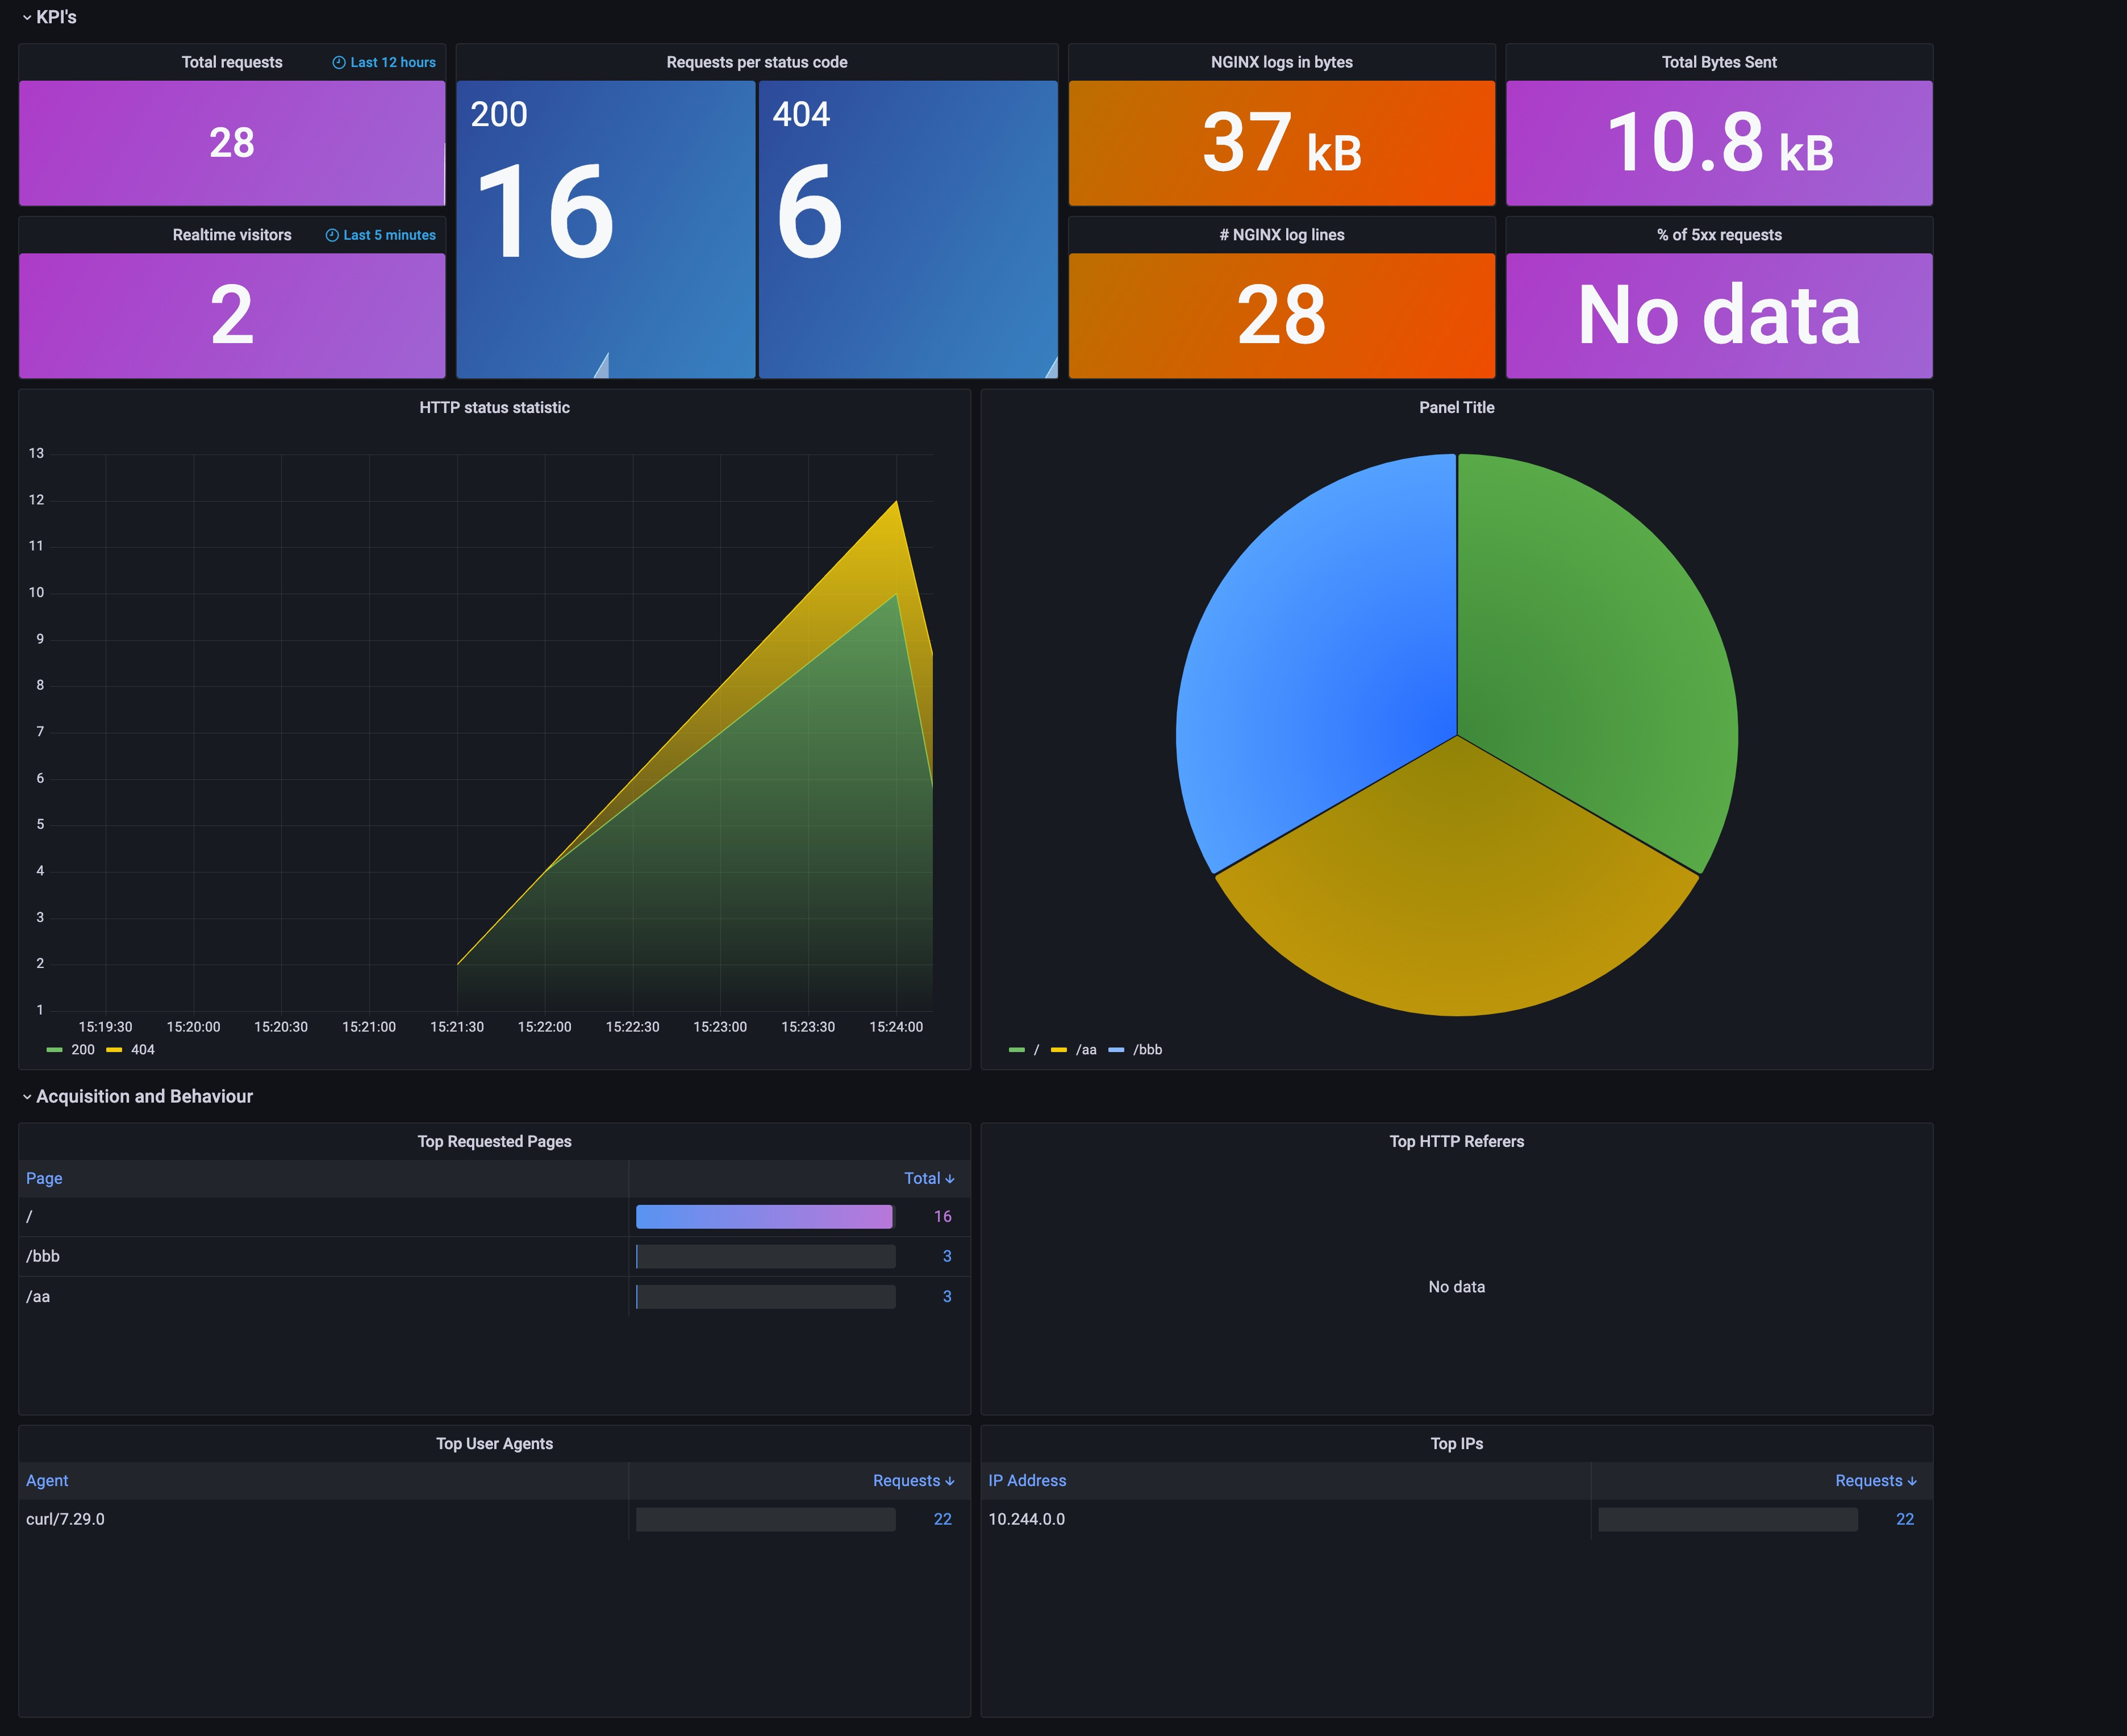 KPI's
Total requests
Last 12 hours
28
Realtime visitors
Last 5 minutes
2
Requests per status code
200
16
404
6
NGINX logs in bytes
37 kB
# NGINX log lines
28
Total Bytes Sent
10.8 kB
% of 5xx requests
No data
HTTP status statistic
13
12
11
10
9
8
7
6
5
4
3
2
1
15:19:30 15:20:00 15:20:30 15:21:00 15:21:30 15:22:00 15:22:30 15:23:00 15:23:30 15:24:00
200 404
Panel Title
/ /aa /bbb
Acquisition and Behaviour
Top Requested Pages
Page Total
/ 16
/bbb 3
/aa 3
Top HTTP Referers
No data
Top User Agents
Agent Requests
curl/7.29.0 22
Top IPs
IP Address Requests
10.244.0.0 22